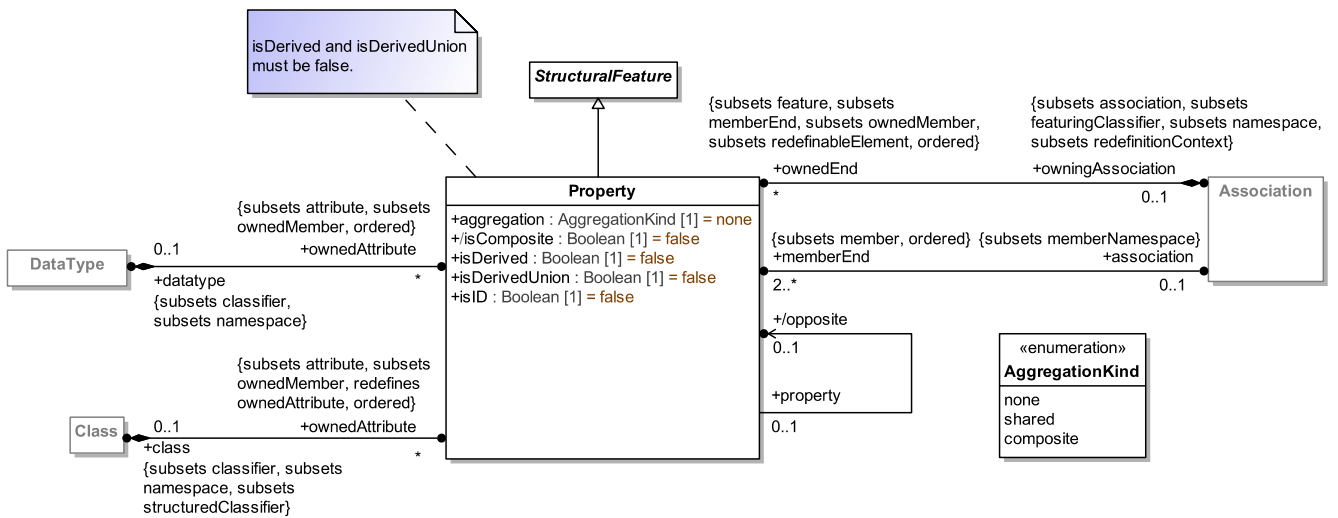 isDerived and isDerivedUnion
must be false.
StructuralFeature
{subsets feature, subsets
memberEnd, subsets ownedMember,
subsets redefinableElement, ordered}
+ownedEnd
*
{subsets association, subsets
featuringClassifier, subsets namespace,
subsets redefinitionContext}
+owningAssociation
0..1
Association
Property
+aggregation : AggregationKind [1] = none
+/isComposite : Boolean [1] = false
+isDerived : Boolean [1] = false
+isDerivedUnion : Boolean [1] = false
+isID : Boolean [1] = false
{subsets attribute, subsets
ownedMember, ordered}
+ownedAttribute
*
0..1
DataType
+datatype
{subsets classifier,
subsets namespace}
{subsets member, ordered}
+memberEnd
2..*
{subsets memberNamespace}
+association
0..1
+/opposite
0..1
+property
0..1
«enumeration»
AggregationKind
none
shared
composite
{subsets attribute, subsets
ownedMember, redefines
ownedAttribute, ordered}
+ownedAttribute
*
0..1
Class
+class
{subsets classifier, subsets
namespace, subsets
structuredClassifier}